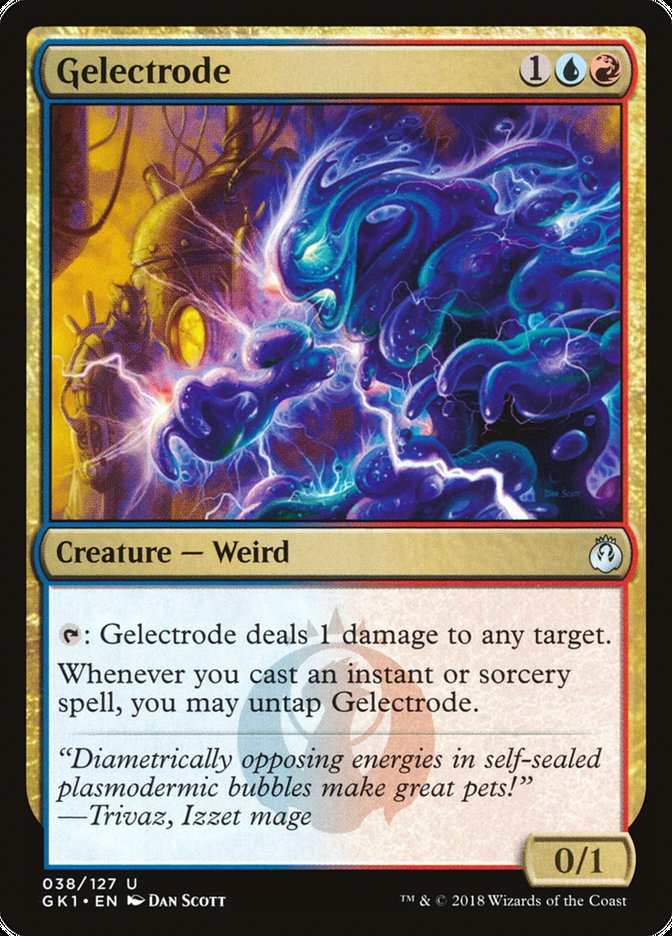 Gelectrode 1
DAN SCOTT
Creature — Weird
: Gelectrode deals 1 damage to any target.
Whenever you cast an instant or sorcery
spell, you may untap Gelectrode.
“Diametrically opposing energies in self-sealed
plasmodermic bubbles make great pets!”
—Trivaz, Izzet mage
0/1
038/127 U
GK1 • EN DAN SCOTT
™ & © 2018 Wizards of the Coast